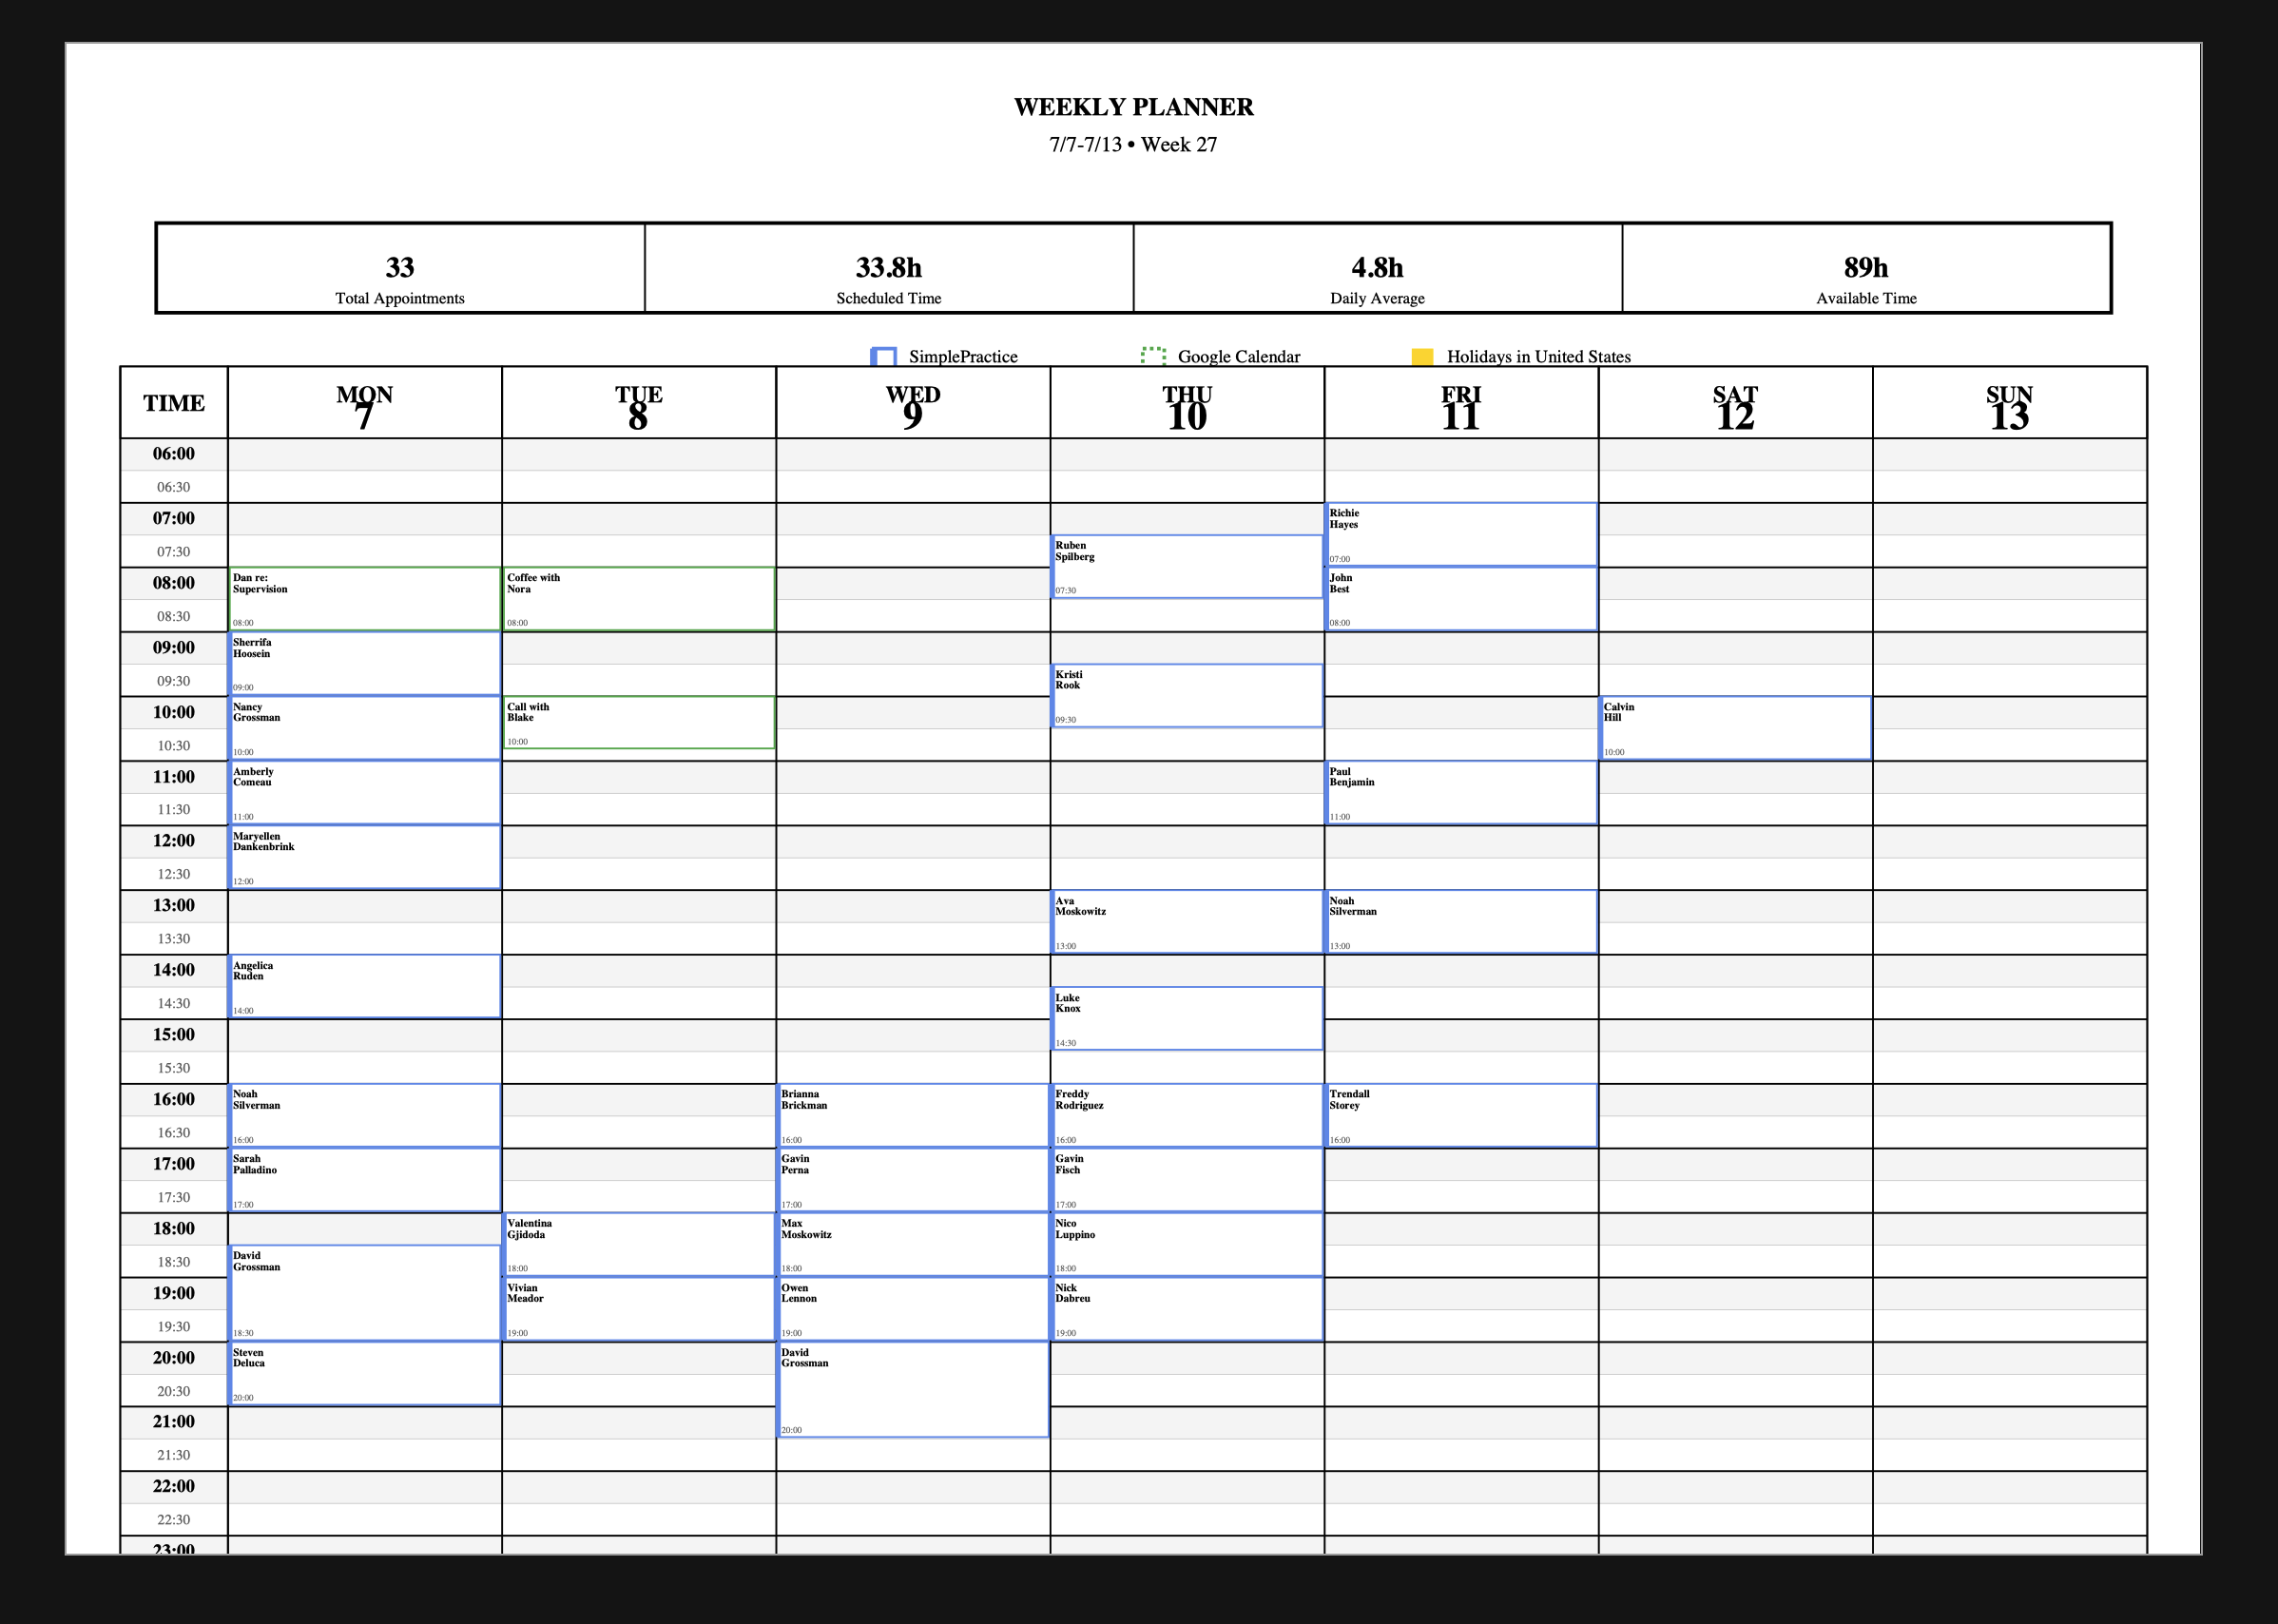 WEEKLY PLANNER
7/7-7/13 • Week 27
33
Total Appointments
33.8h
Scheduled Time
4.8h
Daily Average
89h
Available Time
SimplePractice
Google Calendar
Holidays in United States
TIME
MON
7
TUE
8
WED
9
THU
10
FRI
11
SAT
12
SUN
13
06:00
06:30
07:00
Richie
Hayes
07:00
07:30
Ruben
Spilberg
07:30
08:00
Dan re:
Supervision
08:00
Coffee with
Nora
08:00
John
Best
08:00
08:30
09:00
Sherrifa
Hoosein
09:00
09:30
Kristi
Rook
09:30
10:00
Nancy
Grossman
10:00
Call with
Blake
10:00
Calvin
Hill
10:00
10:30
11:00
Amberly
Comeau
11:00
Paul
Benjamin
11:00
11:30
12:00
Maryellen
Dankenbrink
12:00
12:30
13:00
Ava
Moskowitz
13:00
Noah
Silverman
13:00
13:30
14:00
Angelica
Ruden
14:00
14:30
Luke
Knox
14:30
15:00
15:30
16:00
Noah
Silverman
16:00
Brianna
Brickman
16:00
Freddy
Rodriguez
16:00
Trendall
Storey
16:00
16:30
17:00
Sarah
Palladino
17:00
Gavin
Perna
17:00
Gavin
Fisch
17:00
17:30
18:00
Valentina
Gjidoda
18:00
Max
Moskowitz
18:00
Nico
Luppino
18:00
18:30
David
Grossman
18:30
19:00
Vivian
Meador
19:00
Owen
Lennon
19:00
Nick
Dabreu
19:00
19:30
20:00
Steven
Deluca
20:00
David
Grossman
20:00
20:30
21:00
21:30
22:00
22:30
23:00